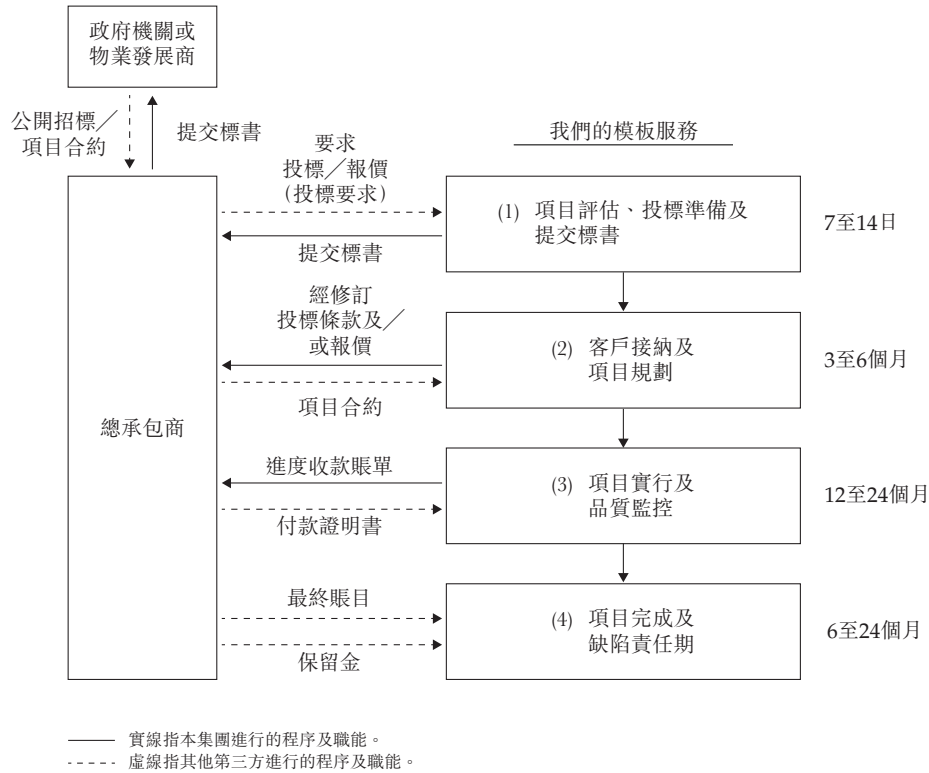 政府機關或
物業發展商
公開招標／
項目合約
提交標書
我們的模板服務
要求
投標／報價
(投標要求)
(1) 項目評估、投標準備及
提交標書
7至14日
提交標書
經修訂
投標條款及／
或報價
(2) 客戶接納及
項目規劃
3至6個月
項目合約
總承包商
進度收款賬單
(3) 項目實行及
品質監控
12至24個月
付款證明書
最終賬目
(4) 項目完成及
缺陷責任期
6至24個月
保留金
實線指本集團進行的程序及職能。
虛線指其他第三方進行的程序及職能。